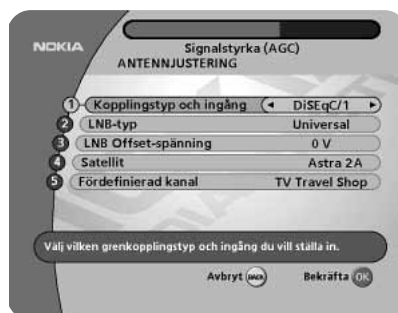 NOKIA
Signalstyrka (AGC)
ANTENNJUSTERING
1 Kopplingstyp och ingång DiSEqC/1
2 LNB-typ Universal
3 LNB Offset-spänning 0 V
4 Satellit Astra 2A
5 Fördefinierad kanal TV Travel Shop
Välj vilken grenkopplingstyp och ingång du vill ställa in.
Avbryt BACK Bekräfta OK